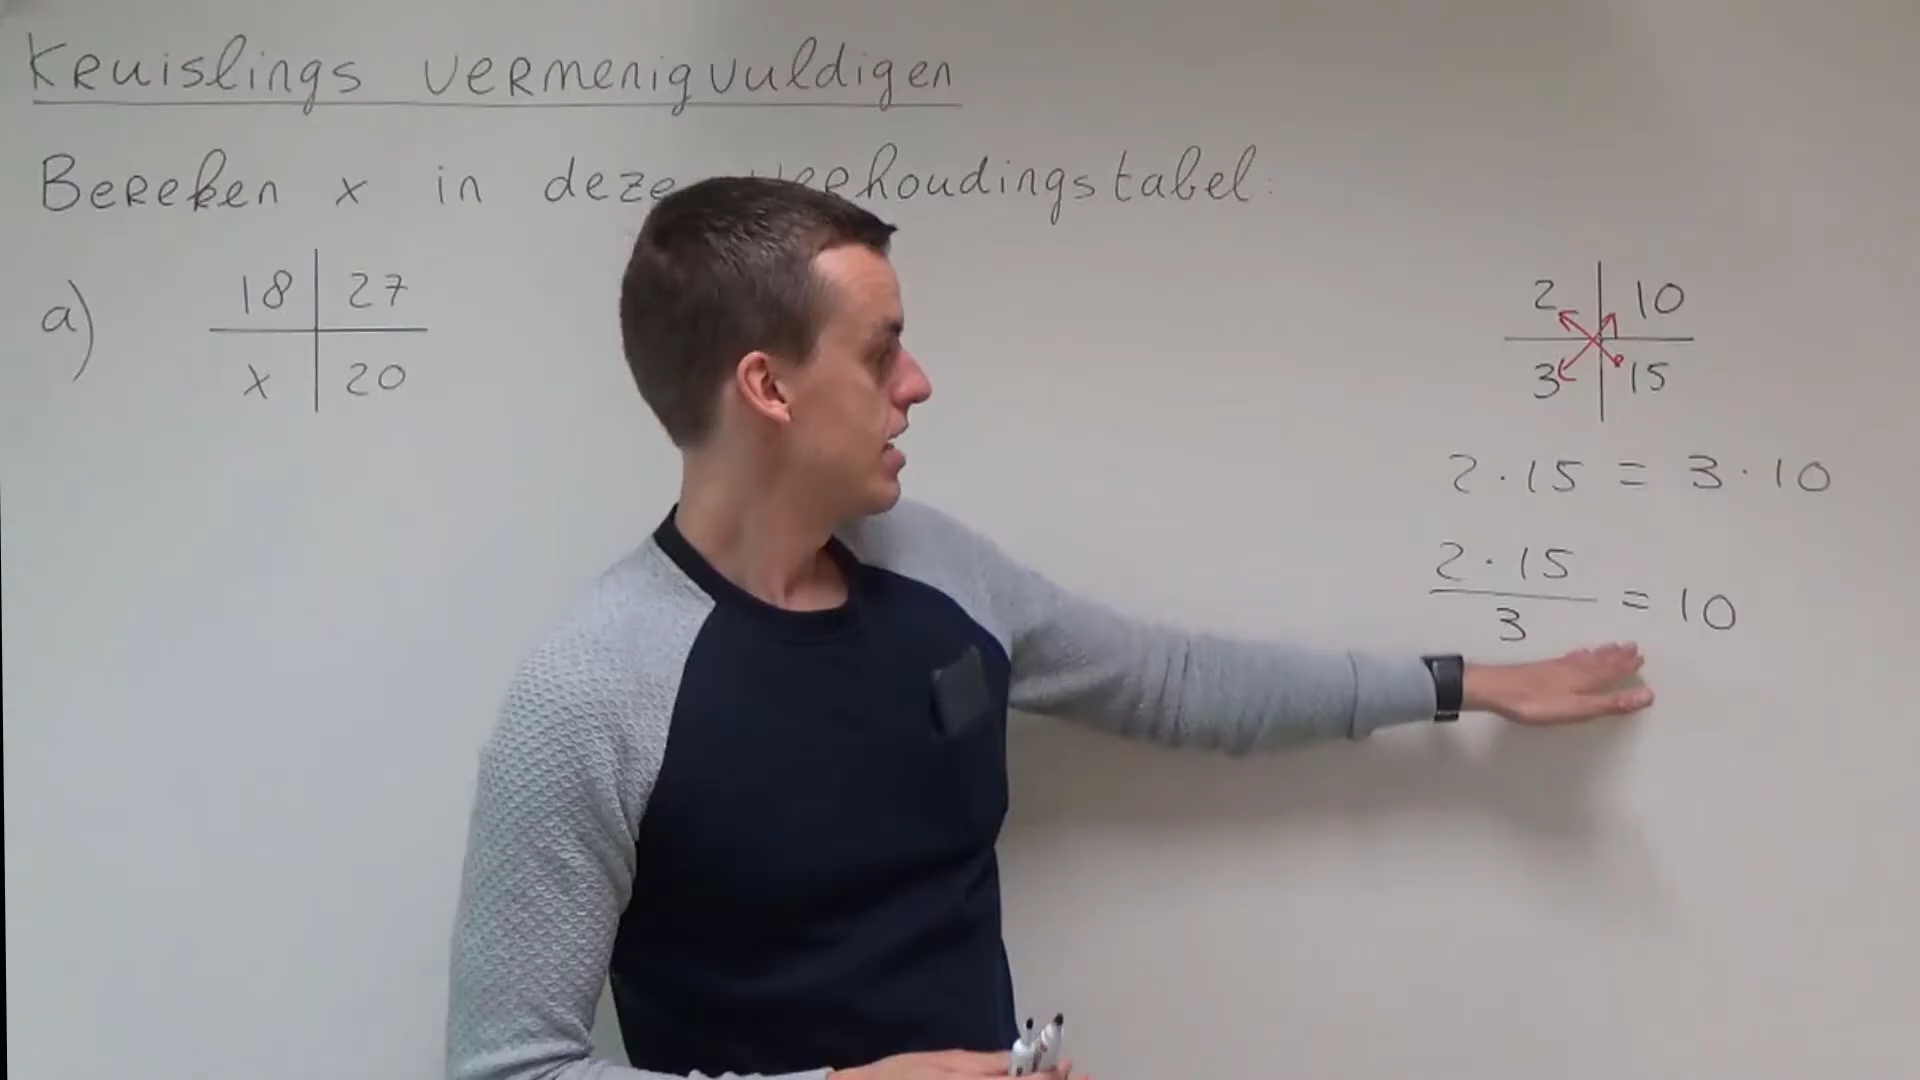 Kruislings vermenigvuldigen
Bereken x in deze verhoudingstabel:
a)
18 | 27
x | 20
2 | 10
3 | 15
2 · 15 = 3 · 10
2 · 15
3
= 10